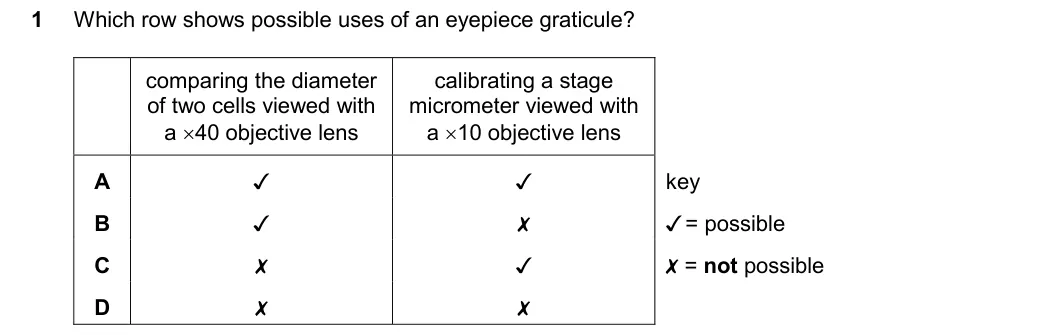 1 Which row shows possible uses of an eyepiece graticule?
comparing the diameter of two cells viewed with a ×40 objective lens
calibrating a stage micrometer viewed with a ×10 objective lens
A ✓ ✓ key
B ✓ ✗ ✓ = possible
C ✗ ✓ ✗ = not possible
D ✗ ✗